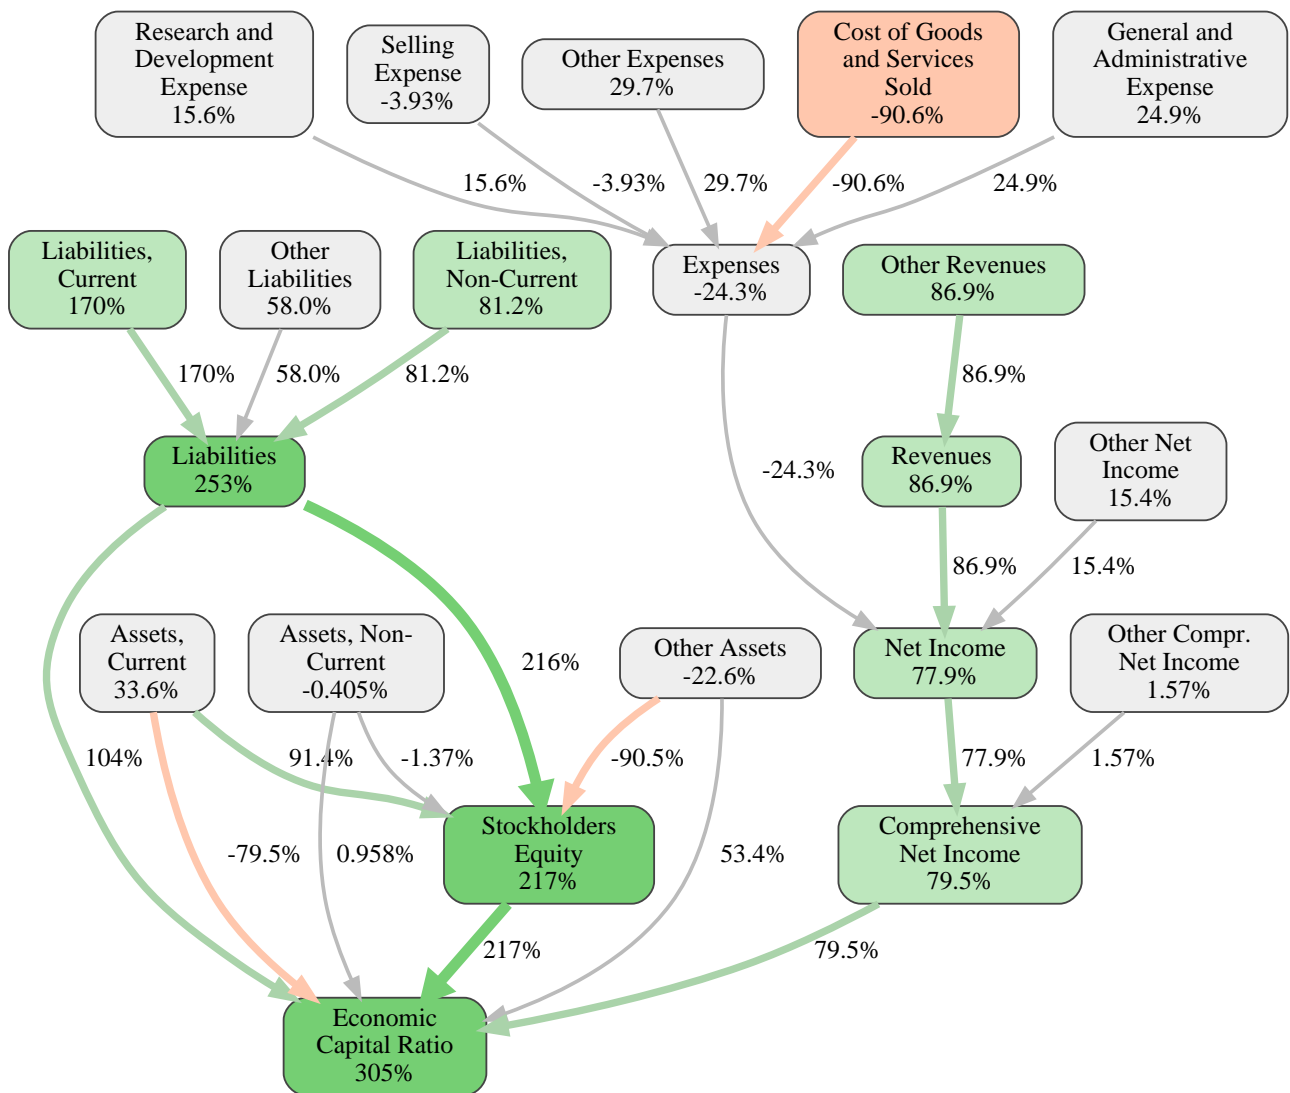 Research and
Development
Expense
15.6%
Selling
Expense
-3.93%
Other Expenses
29.7%
Cost of Goods
and Services
Sold
-90.6%
General and
Administrative
Expense
24.9%
15.6%
-3.93%
29.7%
-90.6%
24.9%
Liabilities,
Current
170%
Other
Liabilities
58.0%
Liabilities,
Non-Current
81.2%
Expenses
-24.3%
Other Revenues
86.9%
170%
58.0%
81.2%
86.9%
Liabilities
253%
-24.3%
Revenues
86.9%
Other Net
Income
15.4%
86.9%
15.4%
Assets,
Current
33.6%
Assets, Non-
Current
-0.405%
216%
Other Assets
-22.6%
Net Income
77.9%
Other Compr.
Net Income
1.57%
104%
91.4%
-1.37%
-90.5%
77.9%
1.57%
-79.5%
0.958%
Stockholders
Equity
217%
53.4%
Comprehensive
Net Income
79.5%
217%
79.5%
Economic
Capital Ratio
305%